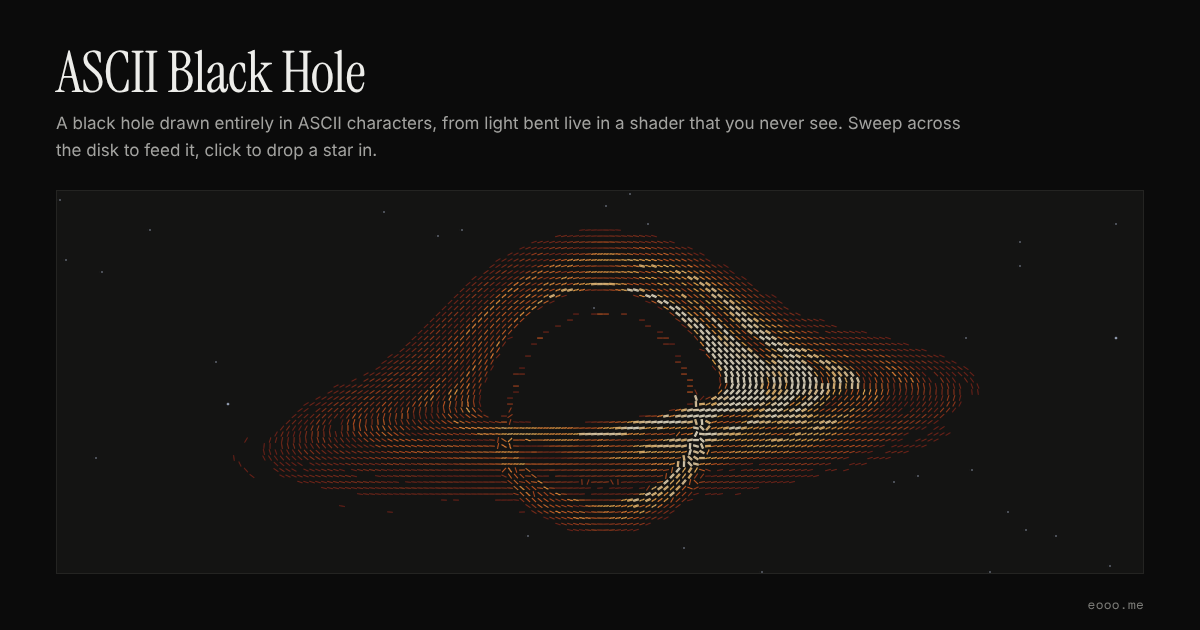 ASCII Black Hole
A black hole drawn entirely in ASCII characters, from light bent live in a shader that you never see. Sweep across
the disk to feed it, click to drop a star in.
eooo.me